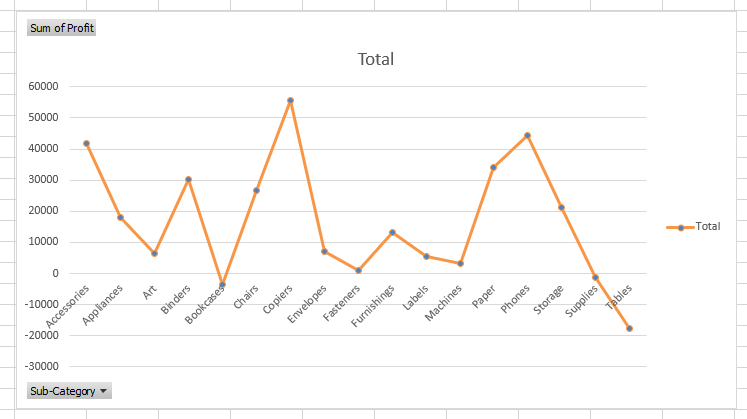 Sum of Profit
Total
60000
50000
40000
30000
20000
10000
0
-10000
-20000
-30000
Accessories
Appliances
Art
Binders
Bookcases
Chairs
Copiers
Envelopes
Fasteners
Furnishings
Labels
Machines
Paper
Phones
Storage
Supplies
Tables
Total
Sub-Category